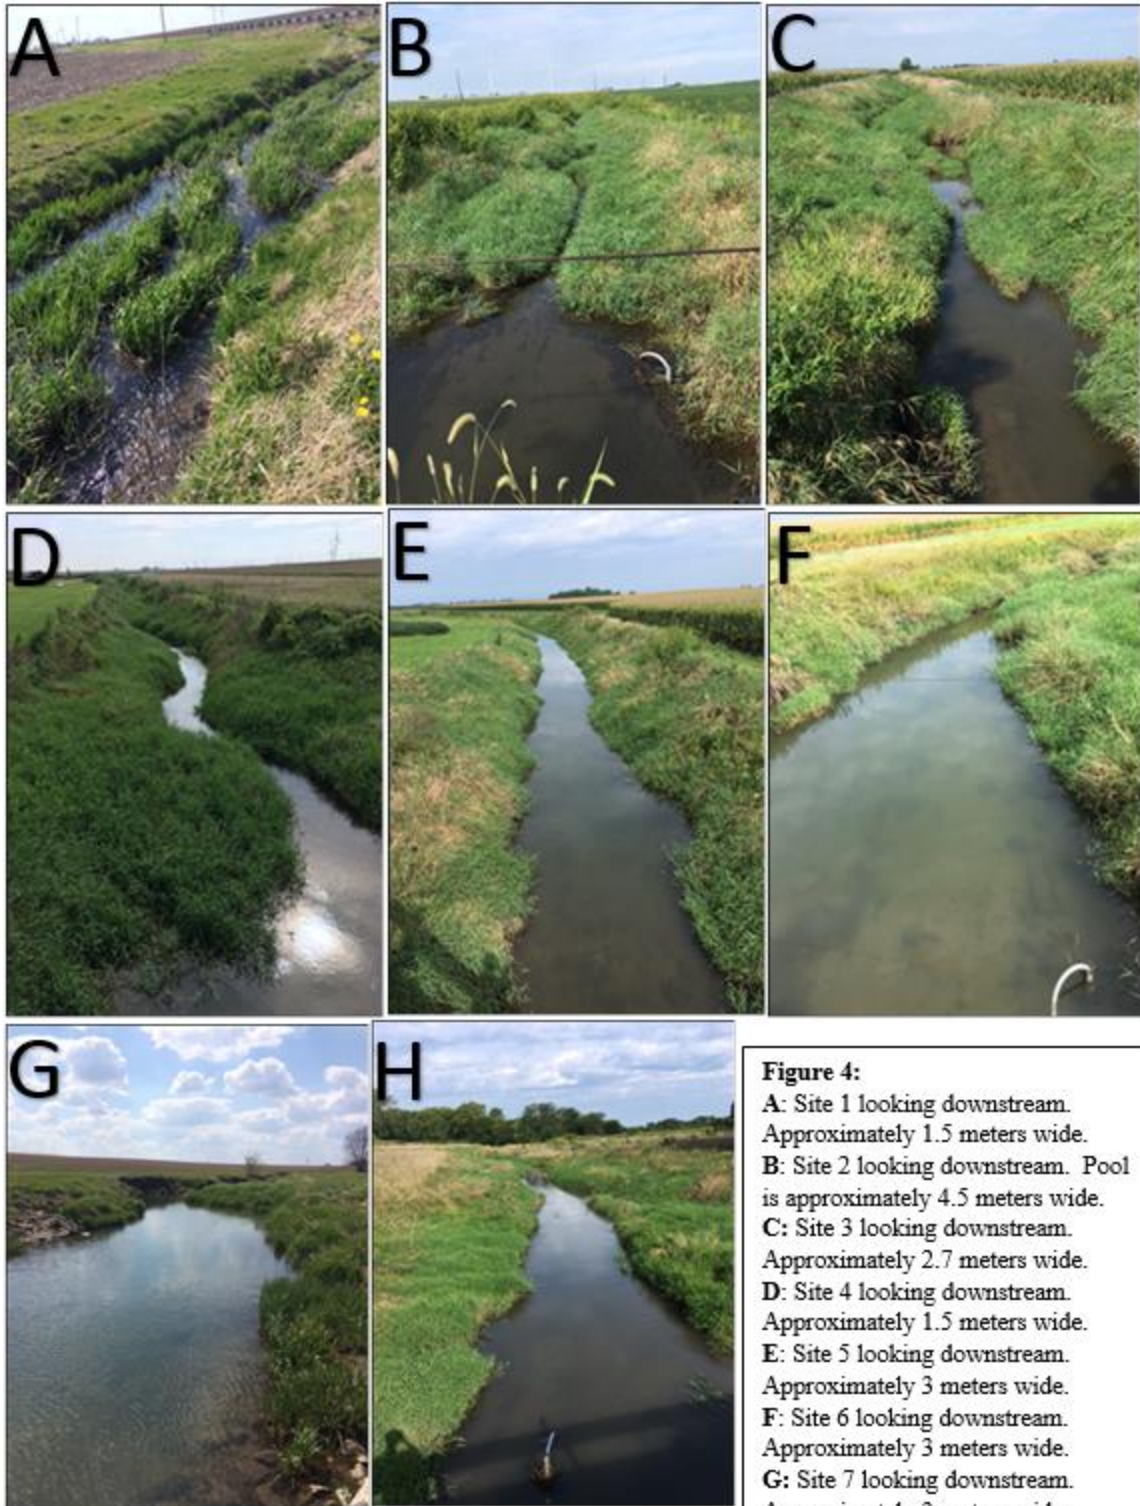 A
B
C
D
E
F
G
H
Figure 4:
A: Site 1 looking downstream.
Approximately 1.5 meters wide.
B: Site 2 looking downstream. Pool
is approximately 4.5 meters wide.
C: Site 3 looking downstream.
Approximately 2.7 meters wide.
D: Site 4 looking downstream.
Approximately 1.5 meters wide.
E: Site 5 looking downstream.
Approximately 3 meters wide.
F: Site 6 looking downstream.
Approximately 3 meters wide.
G: Site 7 looking downstream.